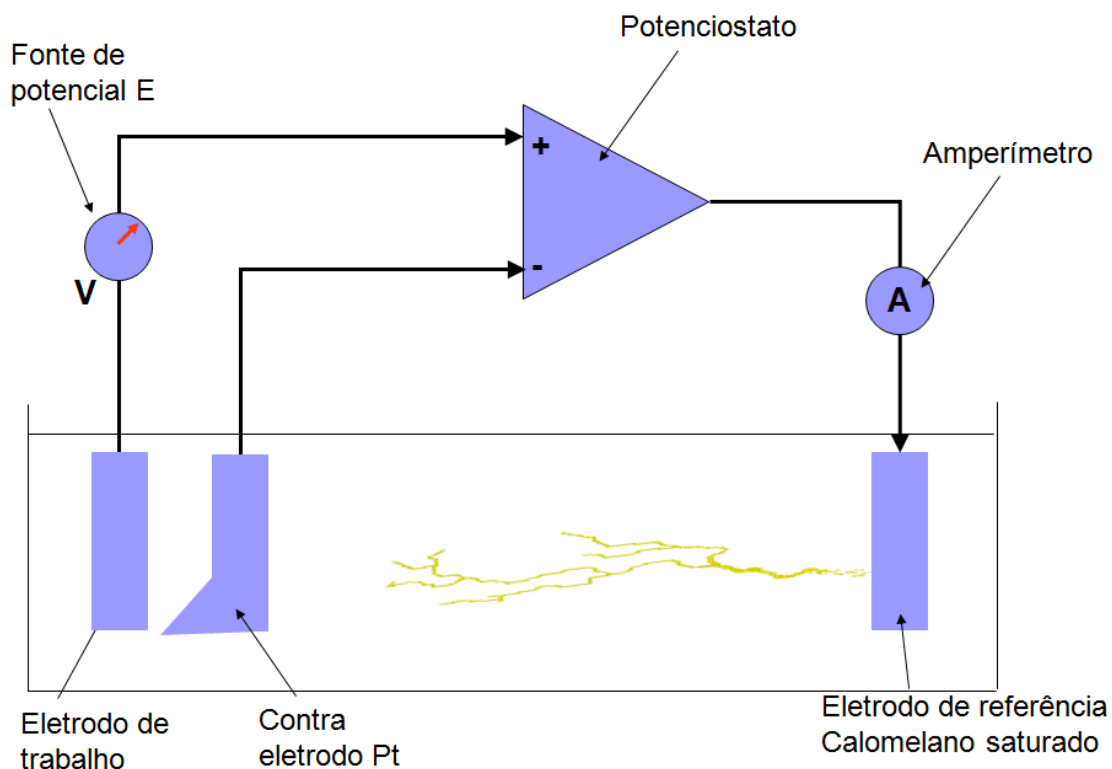 Potenciostato
Fonte de
potencial E
Amperímetro
+
-
V
A
Eletrodo de
trabalho
Contra
eletrodo Pt
Eletrodo de referência
Calomelano saturado